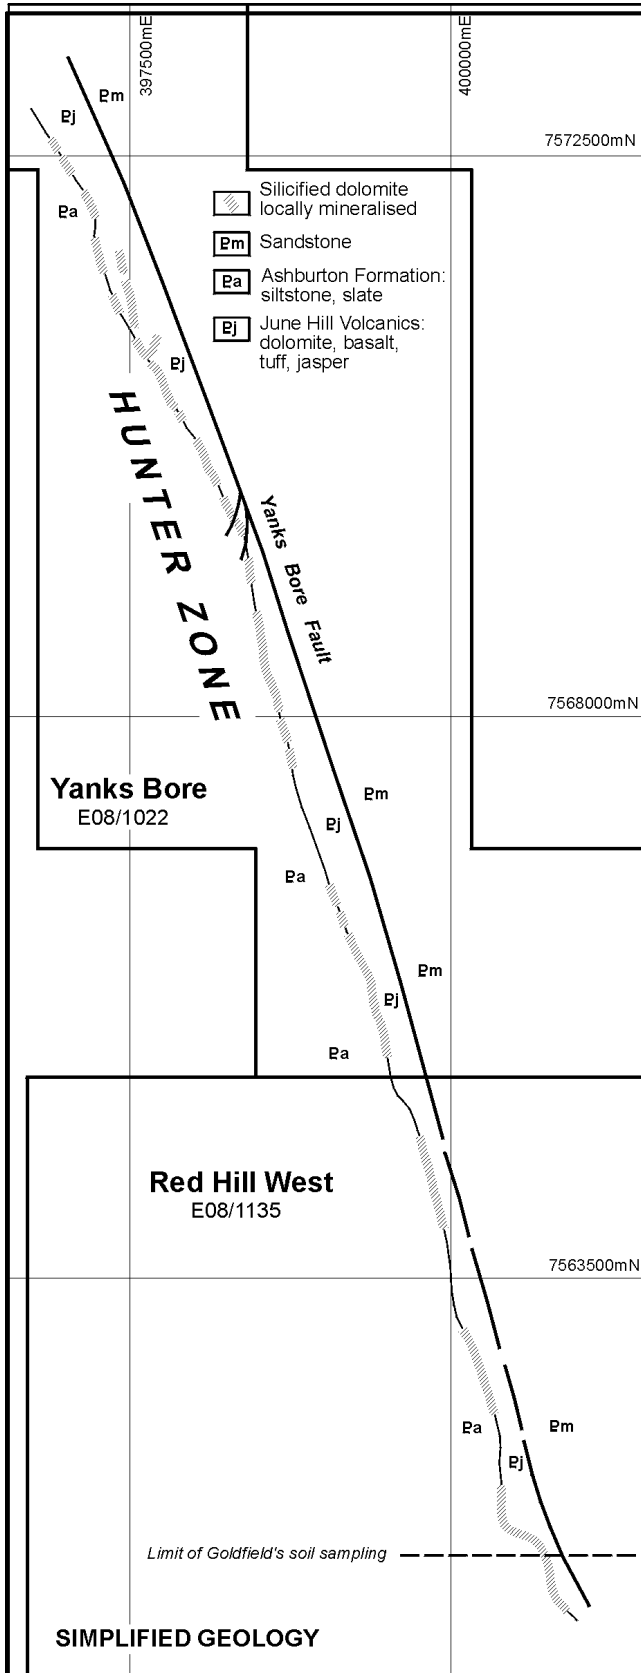 397500mE
400000mE
Pm
Pj
7572500mN
Pa
Silicified dolomite
locally mineralised
Pm Sandstone
Pa Ashburton Formation:
siltstone, slate
Pj June Hill Volcanics:
dolomite, basalt,
tuff, jasper
Pj
HUNTER ZONE
Yanks Bore Fault
7568000mN
Yanks Bore
E08/1022
Pm
Pj
Pa
Pm
Pj
Pa
Red Hill West
E08/1135
7563500mN
Pa
Pm
Pj
Limit of Goldfield's soil sampling
SIMPLIFIED GEOLOGY